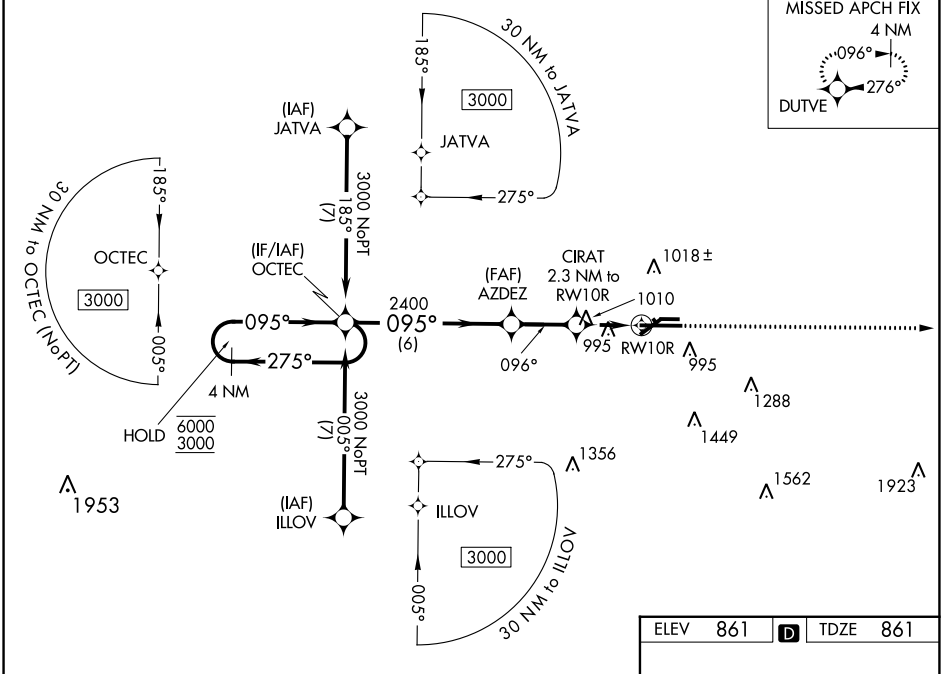 MISSED APCH FIX
4 NM
096°
276°
DUTVE
30 NM to JATVA
185°
3000
JATVA
275°
(IAF)
JATVA
3000 NoPT
185°
(7)
30 NM to OCTEC (NoPT)
185°
OCTEC
3000
005°
(IF/IAF)
OCTEC
095°
275°
4 NM
HOLD
6000
3000
2400
095°
(6)
(FAF)
AZDEZ
096°
CIRAT
2.3 NM to
RW10R
1018 ±
1010
995
RW10R
995
1288
1449
1562
1923
1356
1953
3000 NoPT
005°
(7)
(IAF)
ILLOV
275°
ILLOV
3000
005°
30 NM to ILLOV
ELEV 861 D TDZE 861